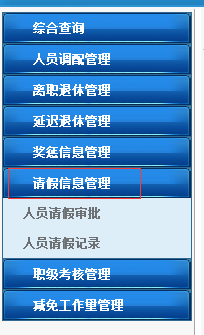 综合查询
人员调配管理
离职退休管理
延迟退休管理
奖惩信息管理
请假信息管理
人员请假审批
人员请假记录
职级考核管理
减免工作量管理